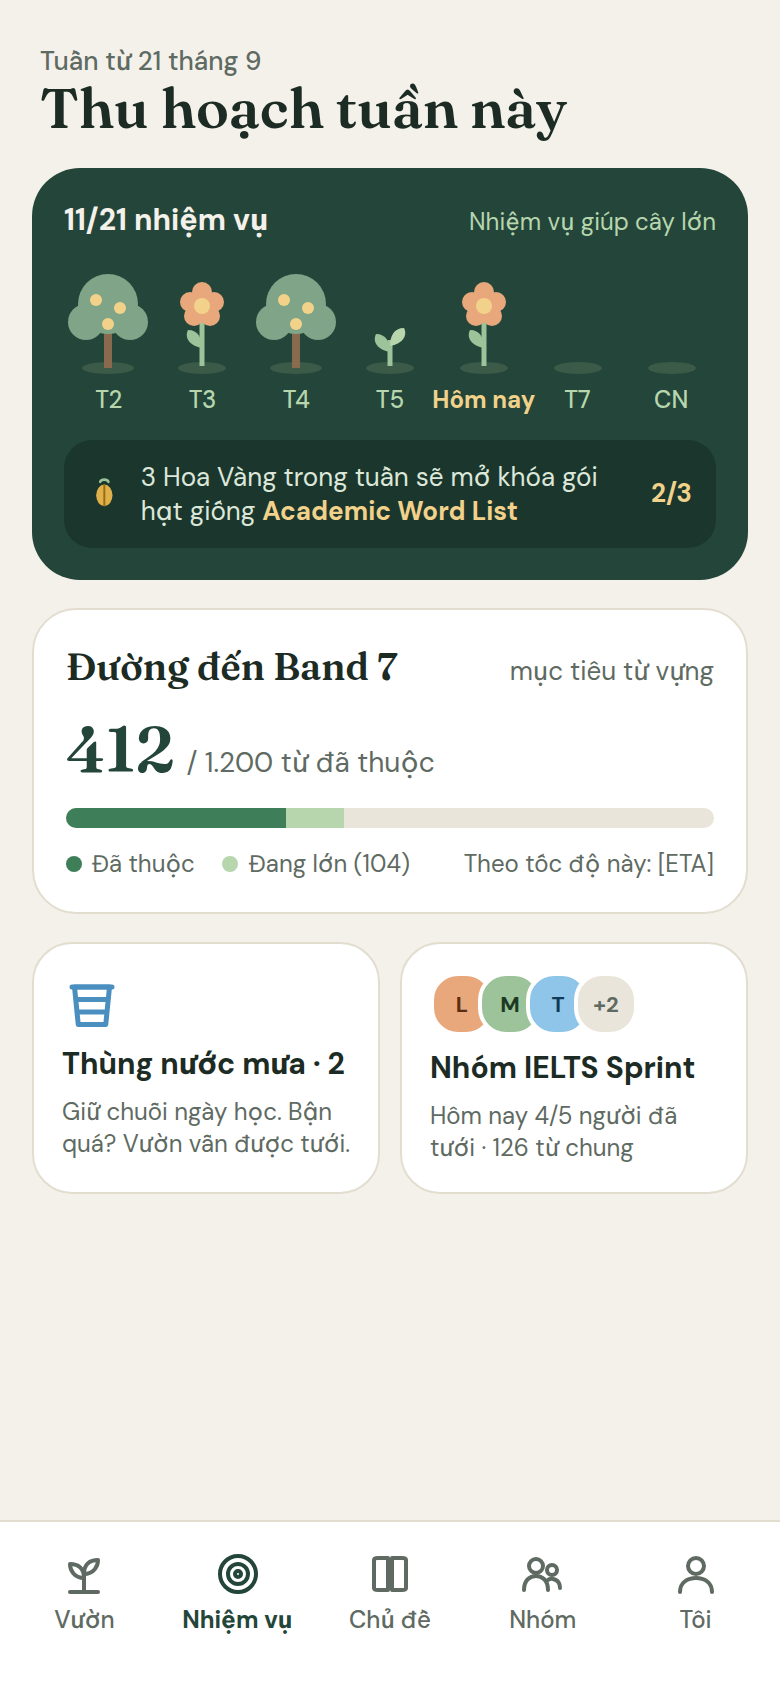 Tuần từ 21 tháng 9
Thu hoạch tuần này
11/21 nhiệm vụ
Nhiệm vụ giúp cây lớn
T2 T3 T4 T5 Hôm nay T7 CN
3 Hoa Vàng trong tuần sẽ mở khóa gói
hạt giống Academic Word List
2/3
Đường đến Band 7
mục tiêu từ vựng
412 / 1.200 từ đã thuộc
Đã thuộc
Đang lớn (104)
Theo tốc độ này: [ETA]
Thùng nước mưa · 2
Giữ chuỗi ngày học. Bận
quá? Vườn vẫn được tưới.
L M T +2
Nhóm IELTS Sprint
Hôm nay 4/5 người đã
tưới · 126 từ chung
Vườn
Nhiệm vụ
Chủ đề
Nhóm
Tôi